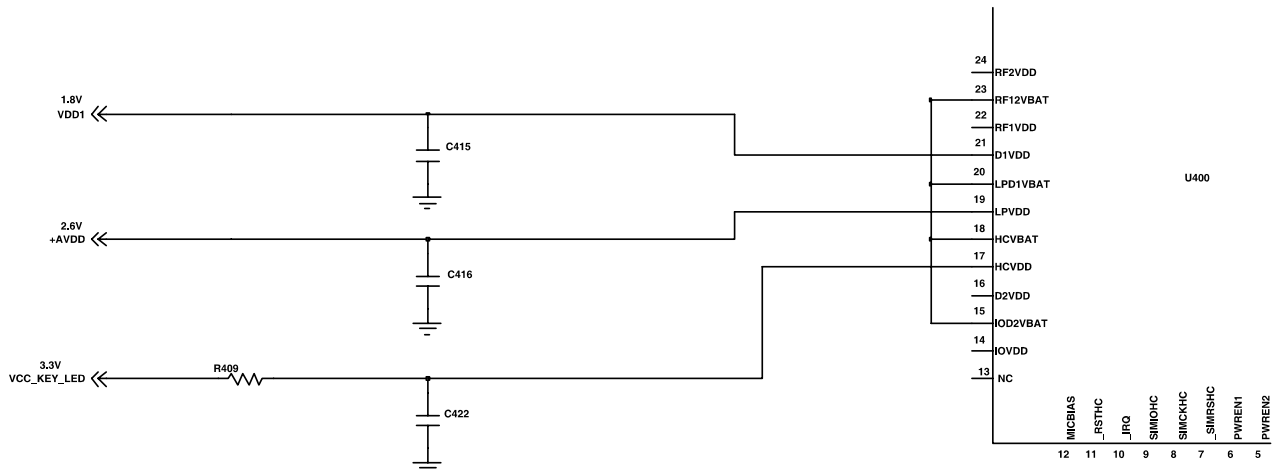 1.8V
VDD1
C415
2.6V
+AVDD
C416
3.3V
VCC_KEY_LED
R409
C422
24
RF2VDD
23
RF12VBAT
22
RF1VDD
21
D1VDD
20
LPD1VBAT
19
LPVDD
18
HCVBAT
17
HCVDD
16
D2VDD
15
IOD2VBAT
14
IOVDD
13
NC
U400
MICBIAS
_RSTHC
_IRQ
SIMIOHC
SIMCKHC
_SIMRSHC
PWREN1
PWREN2
12 11 10 9 8 7 6 5